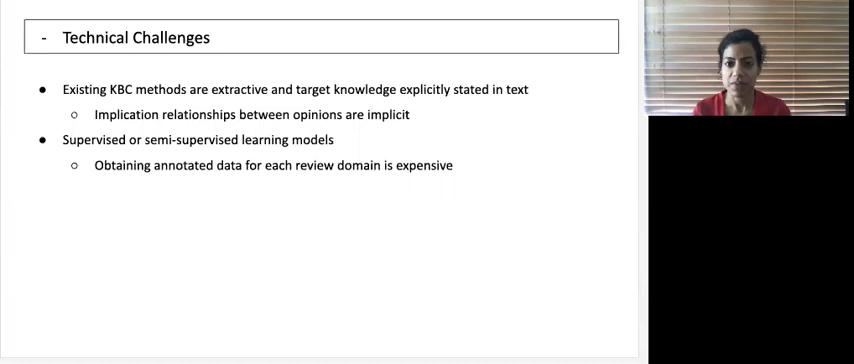 - Technical Challenges
● Existing KBC methods are extractive and target knowledge explicitly stated in text
○ Implication relationships between opinions are implicit
● Supervised or semi-supervised learning models
○ Obtaining annotated data for each review domain is expensive